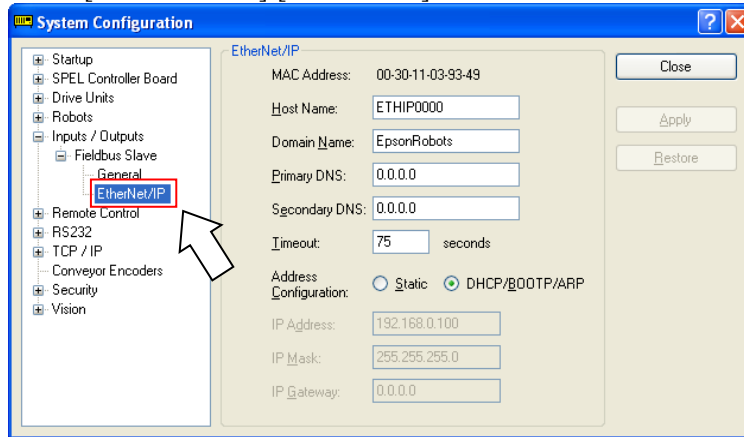 System Configuration
Startup
SPEL Controller Board
Drive Units
Robots
Inputs / Outputs
Fieldbus Slave
General
EtherNet/IP
Remote Control
RS232
TCP / IP
Conveyor Encoders
Security
Vision
EtherNet/IP
MAC Address: 00-30-11-03-93-49
Host Name: ETHIP0000
Domain Name: EpsonRobots
Primary DNS: 0.0.0.0
Secondary DNS: 0.0.0.0
Timeout: 75 seconds
Address
Configuration: Static DHCP/BOOTP/ARP
IP Address: 192.168.0.100
IP Mask: 255.255.255.0
IP Gateway: 0.0.0.0
Close
Apply
Restore